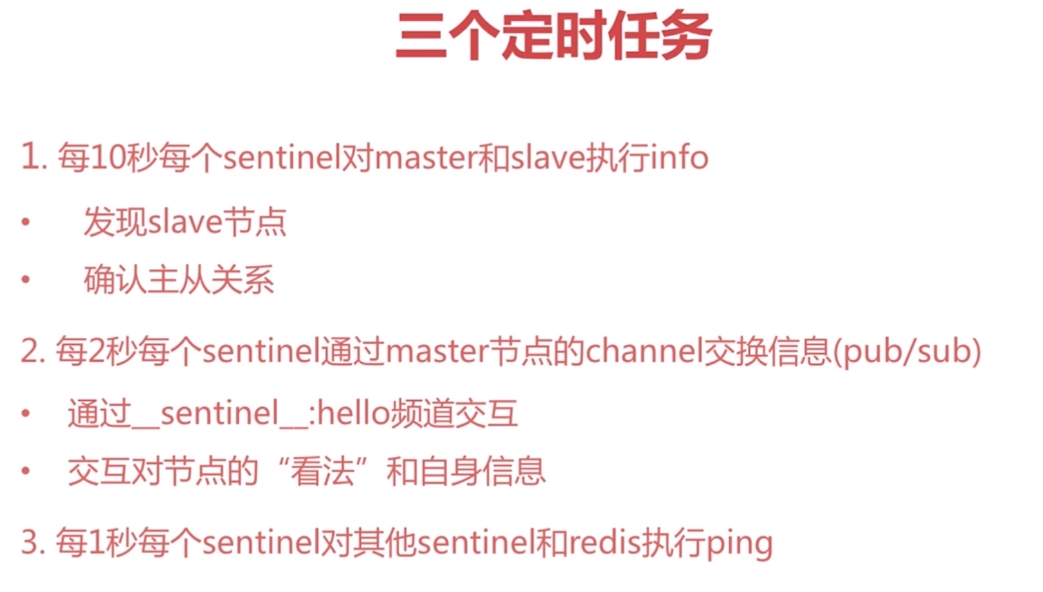 三个定时任务
1. 每10秒每个sentinel对master和slave执行info
• 发现slave节点
• 确认主从关系
2. 每2秒每个sentinel通过master节点的channel交换信息(pub/sub)
• 通过__sentinel__:hello频道交互
• 交互对节点的“看法”和自身信息
3. 每1秒每个sentinel对其他sentinel和redis执行ping